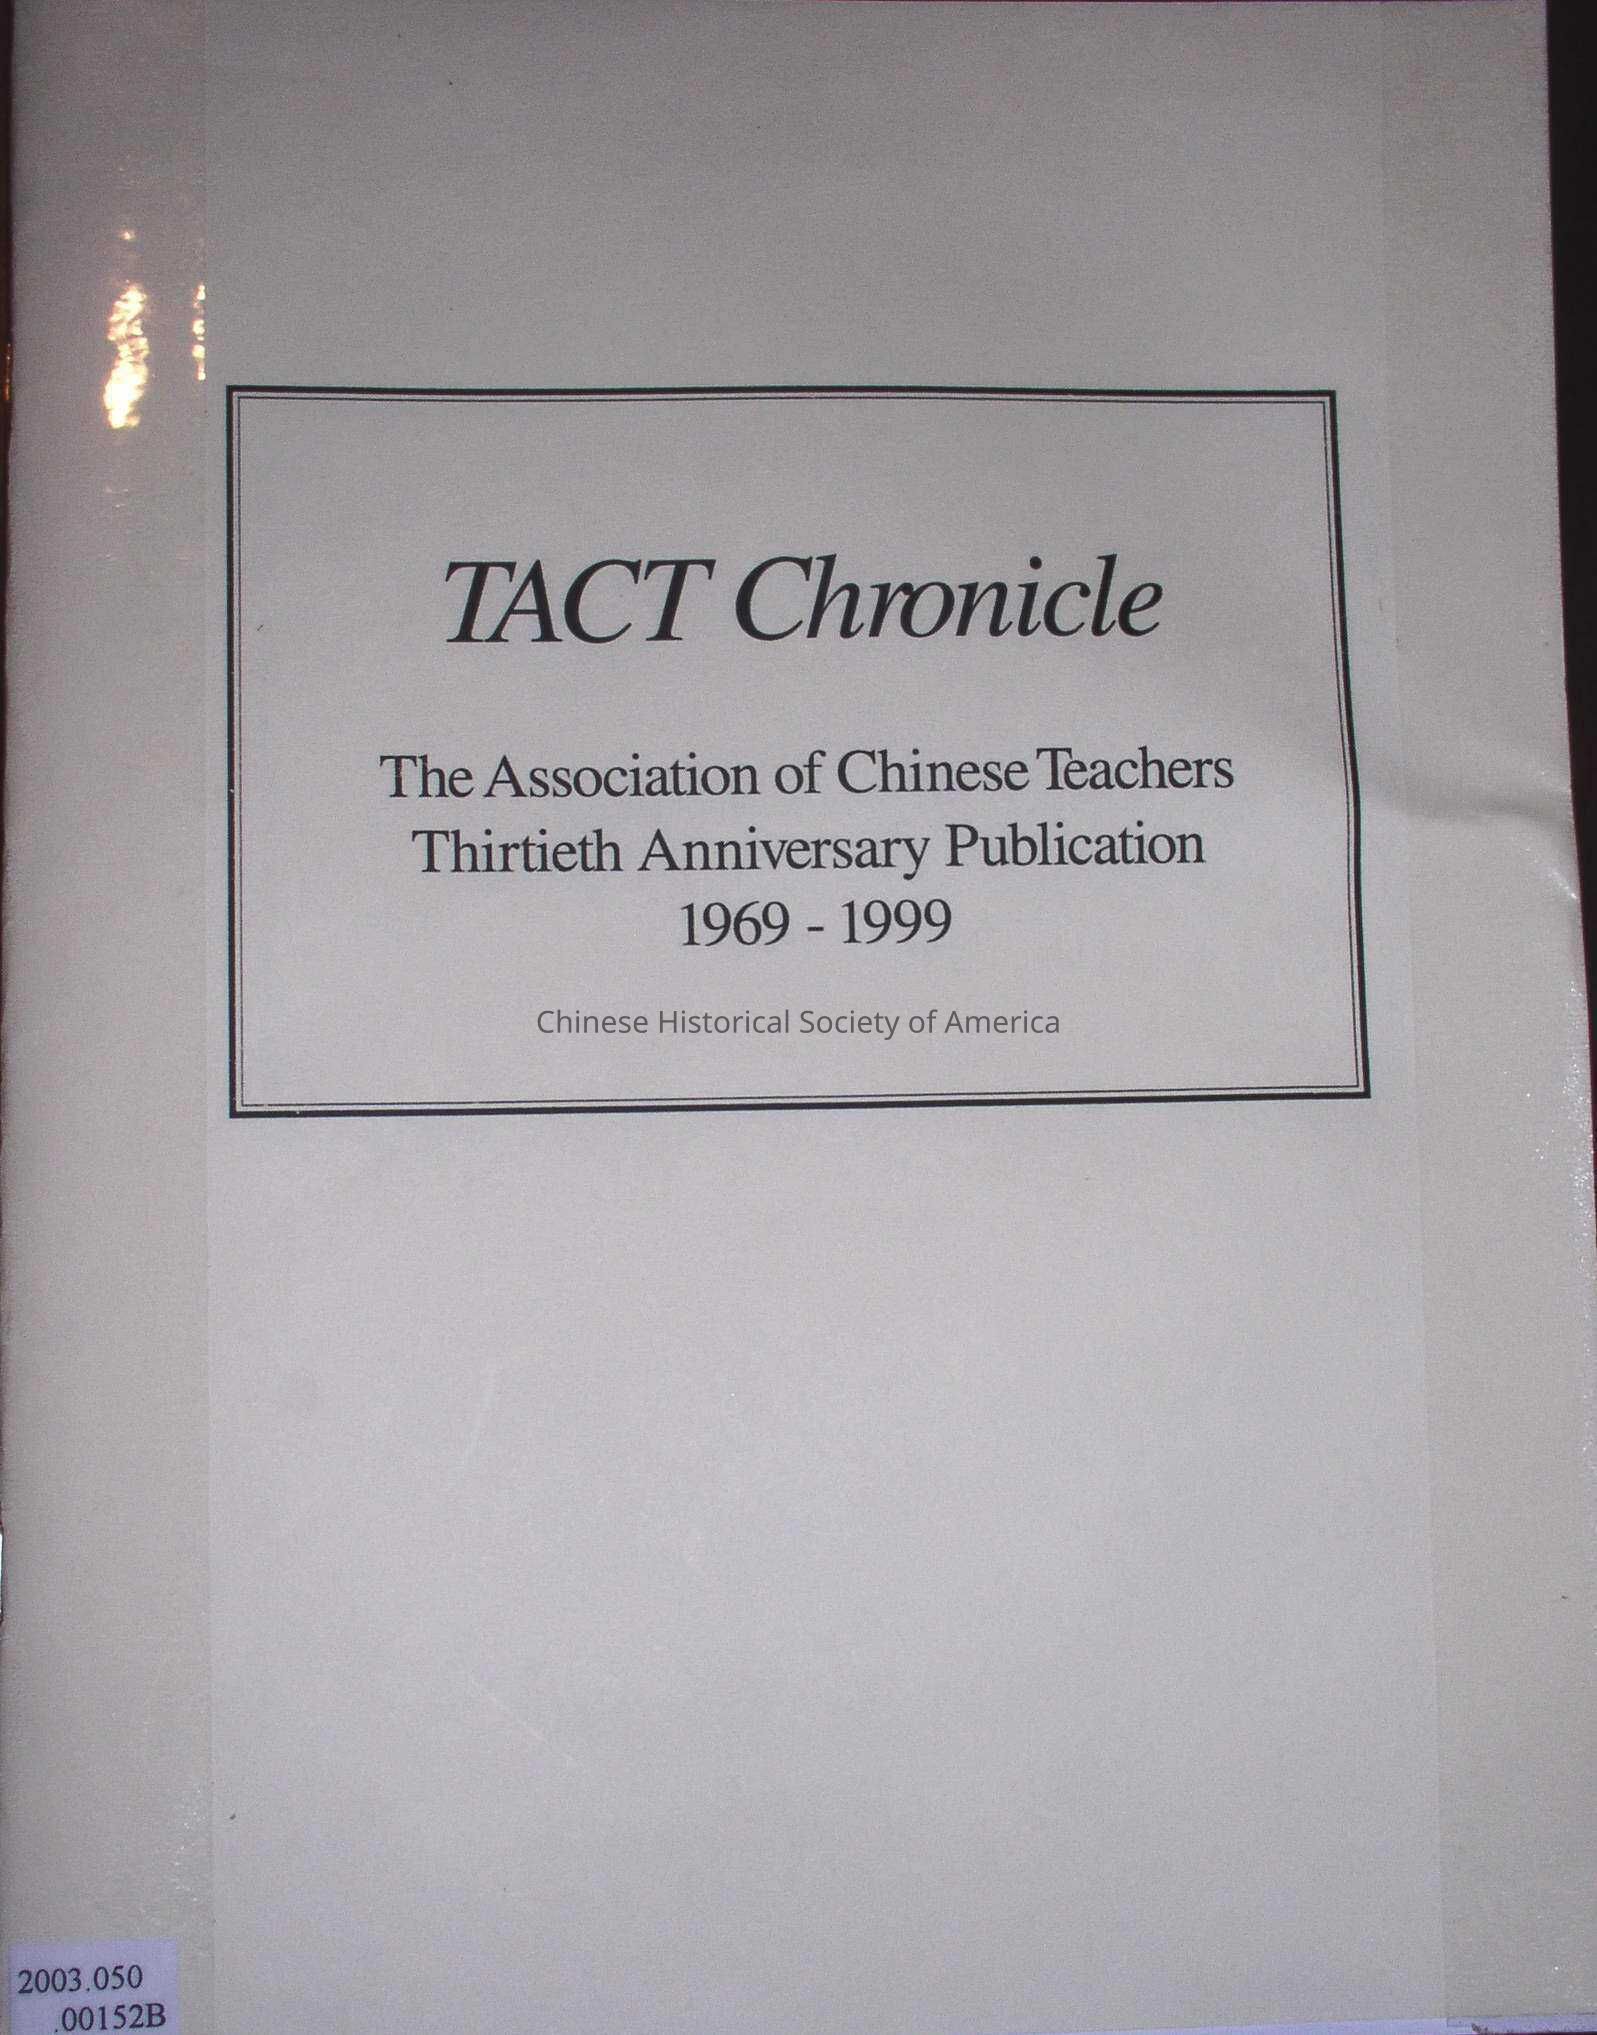 TACT Chronicle
The Association of Chinese Teachers
Thirtieth Anniversary Publication
1969 - 1999
Chinese Historical Society of America
2003.050
.00152B